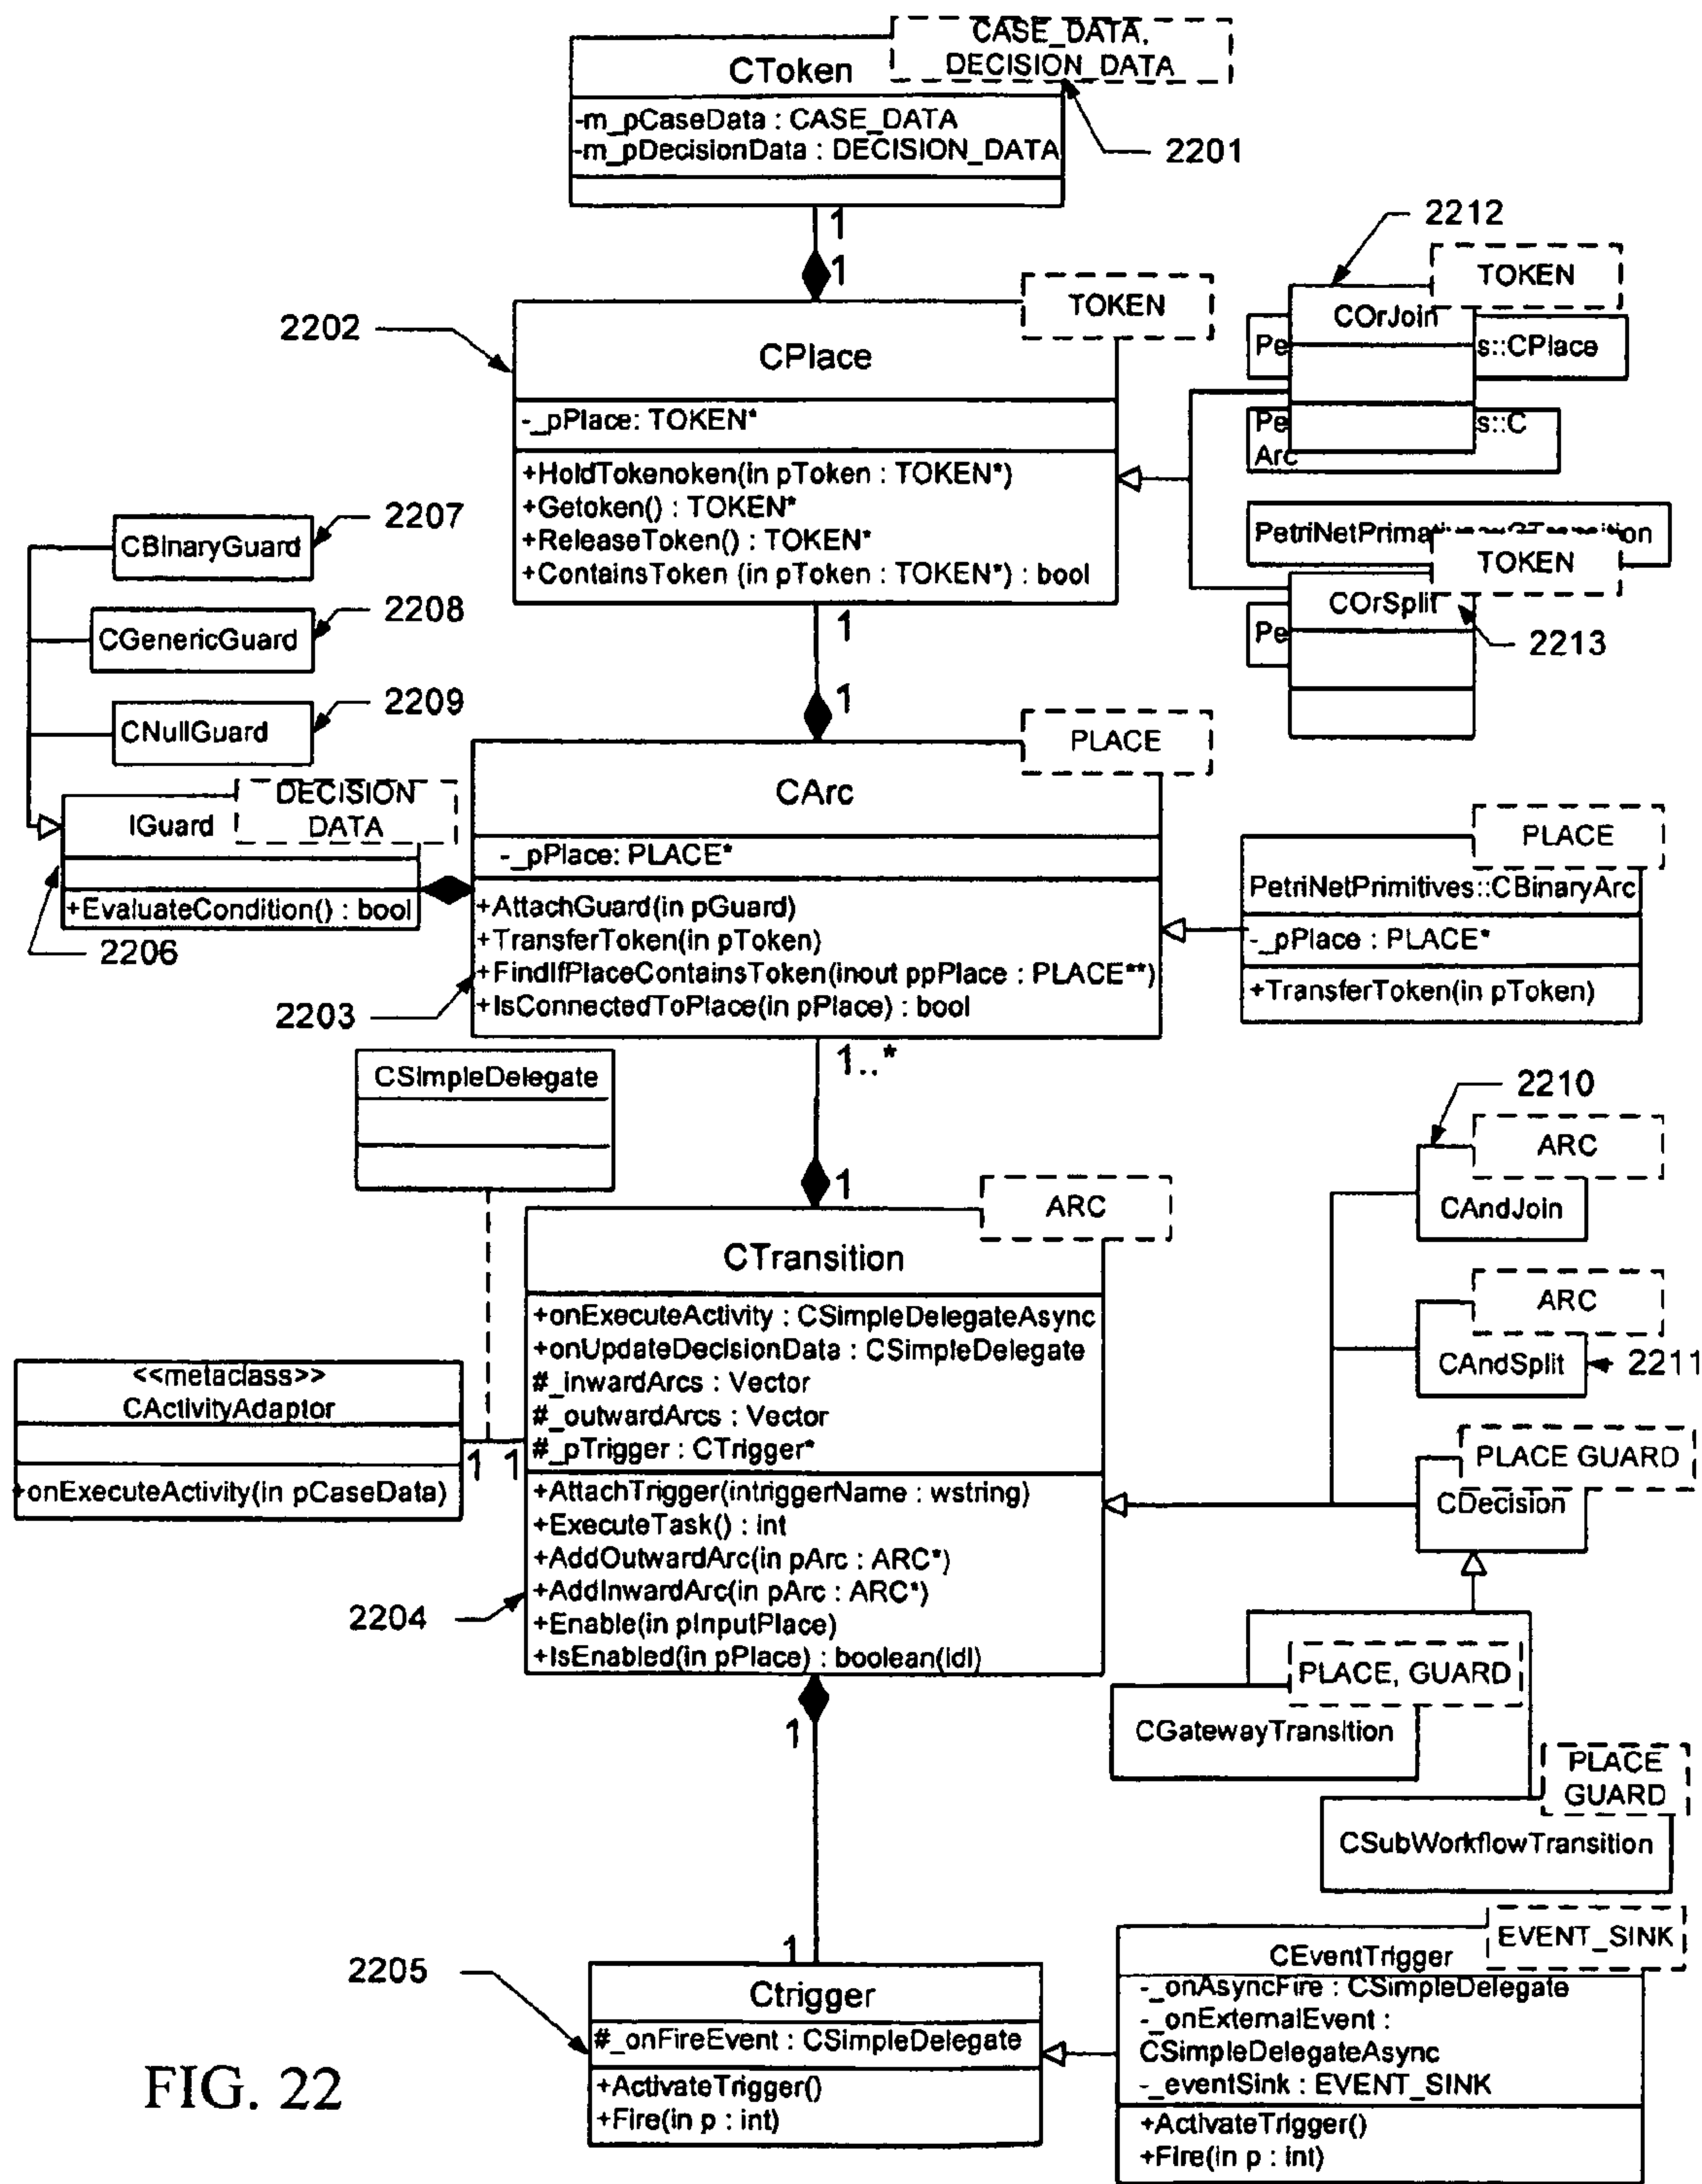 CASE_DATA,
DECISION_DATA
CToken
-m_pCaseData : CASE_DATA
-m_pDecisionData : DECISION_DATA
2201
1
1
2212
TOKEN
COrJoin
Pe
s::CPlace
Pe
s::C
Arc
2202
TOKEN
CPlace
-_pPlace: TOKEN*
+HoldTokenoken(in pToken : TOKEN*)
+Getoken() : TOKEN*
+ReleaseToken() : TOKEN*
+ContainsToken (in pToken : TOKEN*) : bool
PetriNetPrima
on
TOKEN
COrSplit
Pe
2213
CBinaryGuard
2207
CGenericGuard
2208
CNullGuard
2209
1
1
DECISION
DATA
IGuard
+EvaluateCondition() : bool
2206
PLACE
CArc
-_pPlace: PLACE*
+AttachGuard(in pGuard)
+TransferToken(in pToken)
+FindIfPlaceContainsToken(inout ppPlace : PLACE**)
+IsConnectedToPlace(in pPlace) : bool
2203
PLACE
PetriNetPrimitives::CBinaryArc
-_pPlace : PLACE*
+TransferToken(in pToken)
CSimpleDelegate
1..*
1
2210
ARC
CAndJoin
ARC
CAndSplit
2211
PLACE GUARD
CDecision
ARC
CTransition
+onExecuteActivity : CSimpleDelegateAsync
+onUpdateDecisionData : CSimpleDelegate
#_inwardArcs : Vector
#_outwardArcs : Vector
#_pTrigger : CTrigger*
+AttachTrigger(intriggerName : wstring)
+ExecuteTask() : int
+AddOutwardArc(in pArc : ARC*)
+AddInwardArc(in pArc : ARC*)
+Enable(in pInputPlace)
+IsEnabled(in pPlace) : boolean(idl)
2204
<<metaclass>>
CActivityAdaptor
+onExecuteActivity(in pCaseData)
1 1
PLACE, GUARD
CGatewayTransition
PLACE
GUARD
CSubWorkflowTransition
1
1
2205
Ctrigger
#_onFireEvent : CSimpleDelegate
+ActivateTrigger()
+Fire(in p : int)
EVENT_SINK
CEventTrigger
-_onAsyncFire : CSimpleDelegate
-_onExternalEvent :
CSimpleDelegateAsync
-_eventSink : EVENT_SINK
+ActivateTrigger()
+Fire(in p : int)
FIG. 22